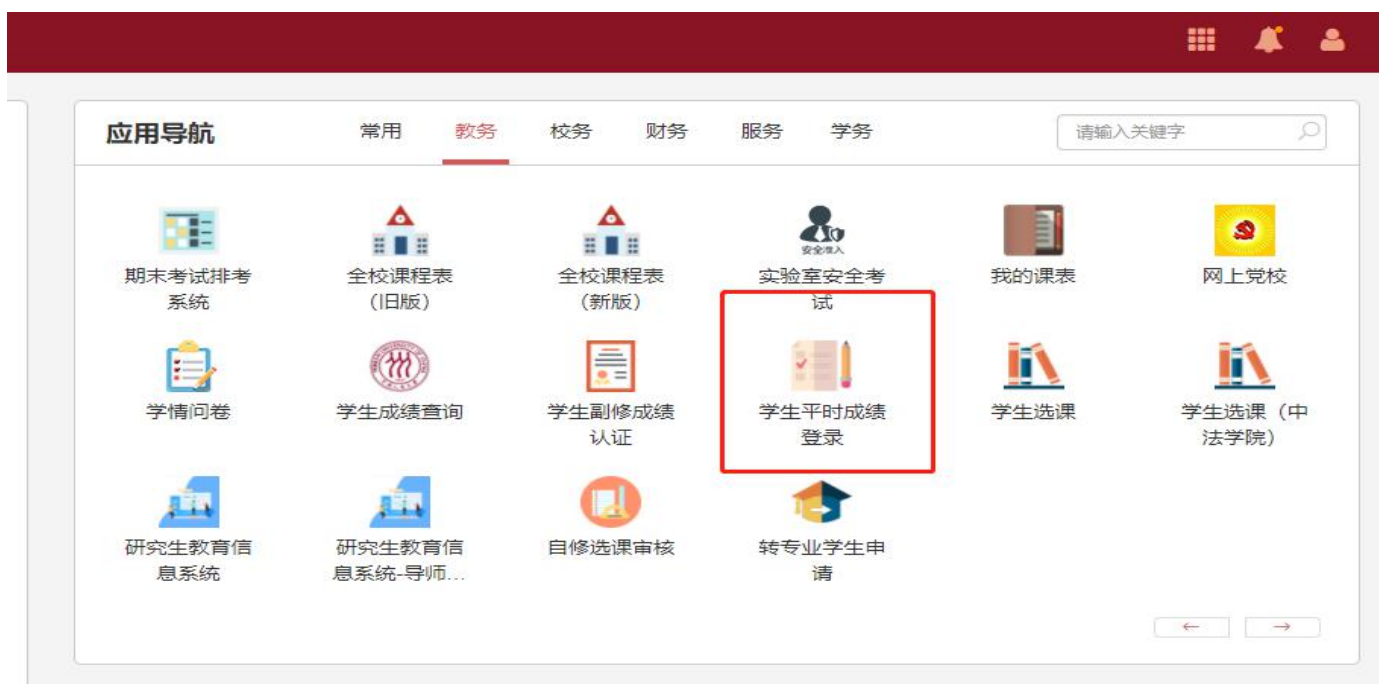 应用导航 常用 教务 校务 财务 服务 学务 请输入关键字
安全准入
期末考试排考 全校课程表 全校课程表 实验室安全考 我的课表 网上党校
系统 （旧版） （新版） 试
学情问卷 学生成绩查询 学生副修成绩 学生平时成绩 学生选课 学生选课（中
认证 登录 法学院）
研究生教育信 研究生教育信 自修选课审核 转专业学生申
息系统 息系统-导师... 请
← →